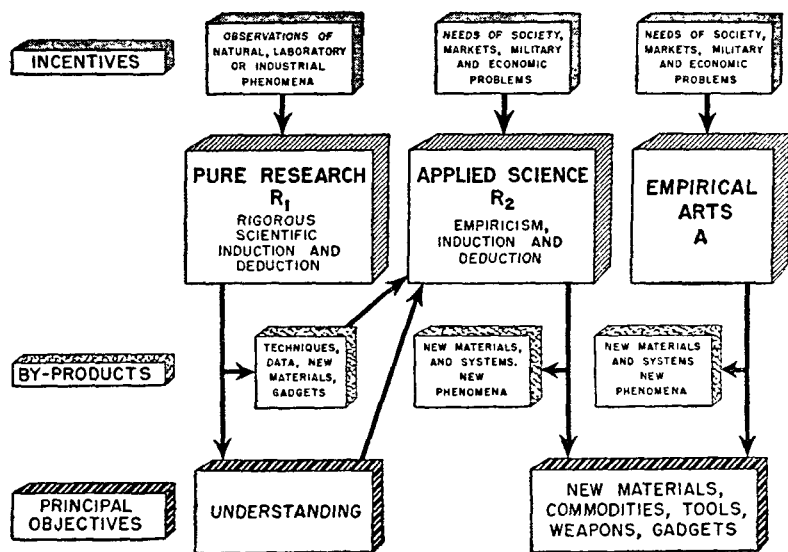 INCENTIVES
OBSERVATIONS OF
NATURAL, LABORATORY
OR INDUSTRIAL
PHENOMENA
NEEDS OF SOCIETY,
MARKETS, MILITARY
AND ECONOMIC
PROBLEMS
NEEDS OF SOCIETY,
MARKETS, MILITARY
AND ECONOMIC
PROBLEMS
PURE RESEARCH
R1
RIGOROUS
SCIENTIFIC
INDUCTION AND
DEDUCTION
APPLIED SCIENCE
R2
EMPIRICISM,
INDUCTION AND
DEDUCTION
EMPIRICAL
ARTS
A
BY-PRODUCTS
TECHNIQUES,
DATA, NEW
MATERIALS,
GADGETS
NEW MATERIALS,
AND SYSTEMS.
NEW
PHENOMENA
NEW MATERIALS
AND SYSTEMS
NEW
PHENOMENA
PRINCIPAL
OBJECTIVES
UNDERSTANDING
NEW MATERIALS,
COMMODITIES, TOOLS,
WEAPONS, GADGETS